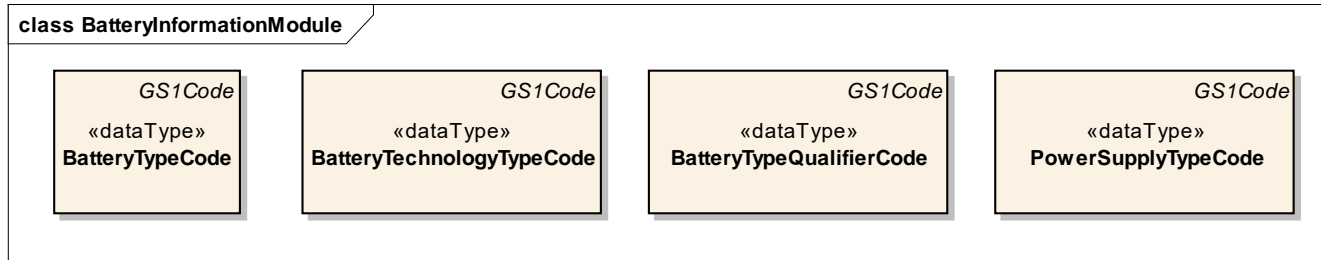 class BatteryInformationModule
GS1Code
«dataType»
BatteryTypeCode
GS1Code
«dataType»
BatteryTechnologyTypeCode
GS1Code
«dataType»
BatteryTypeQualifierCode
GS1Code
«dataType»
PowerSupplyTypeCode